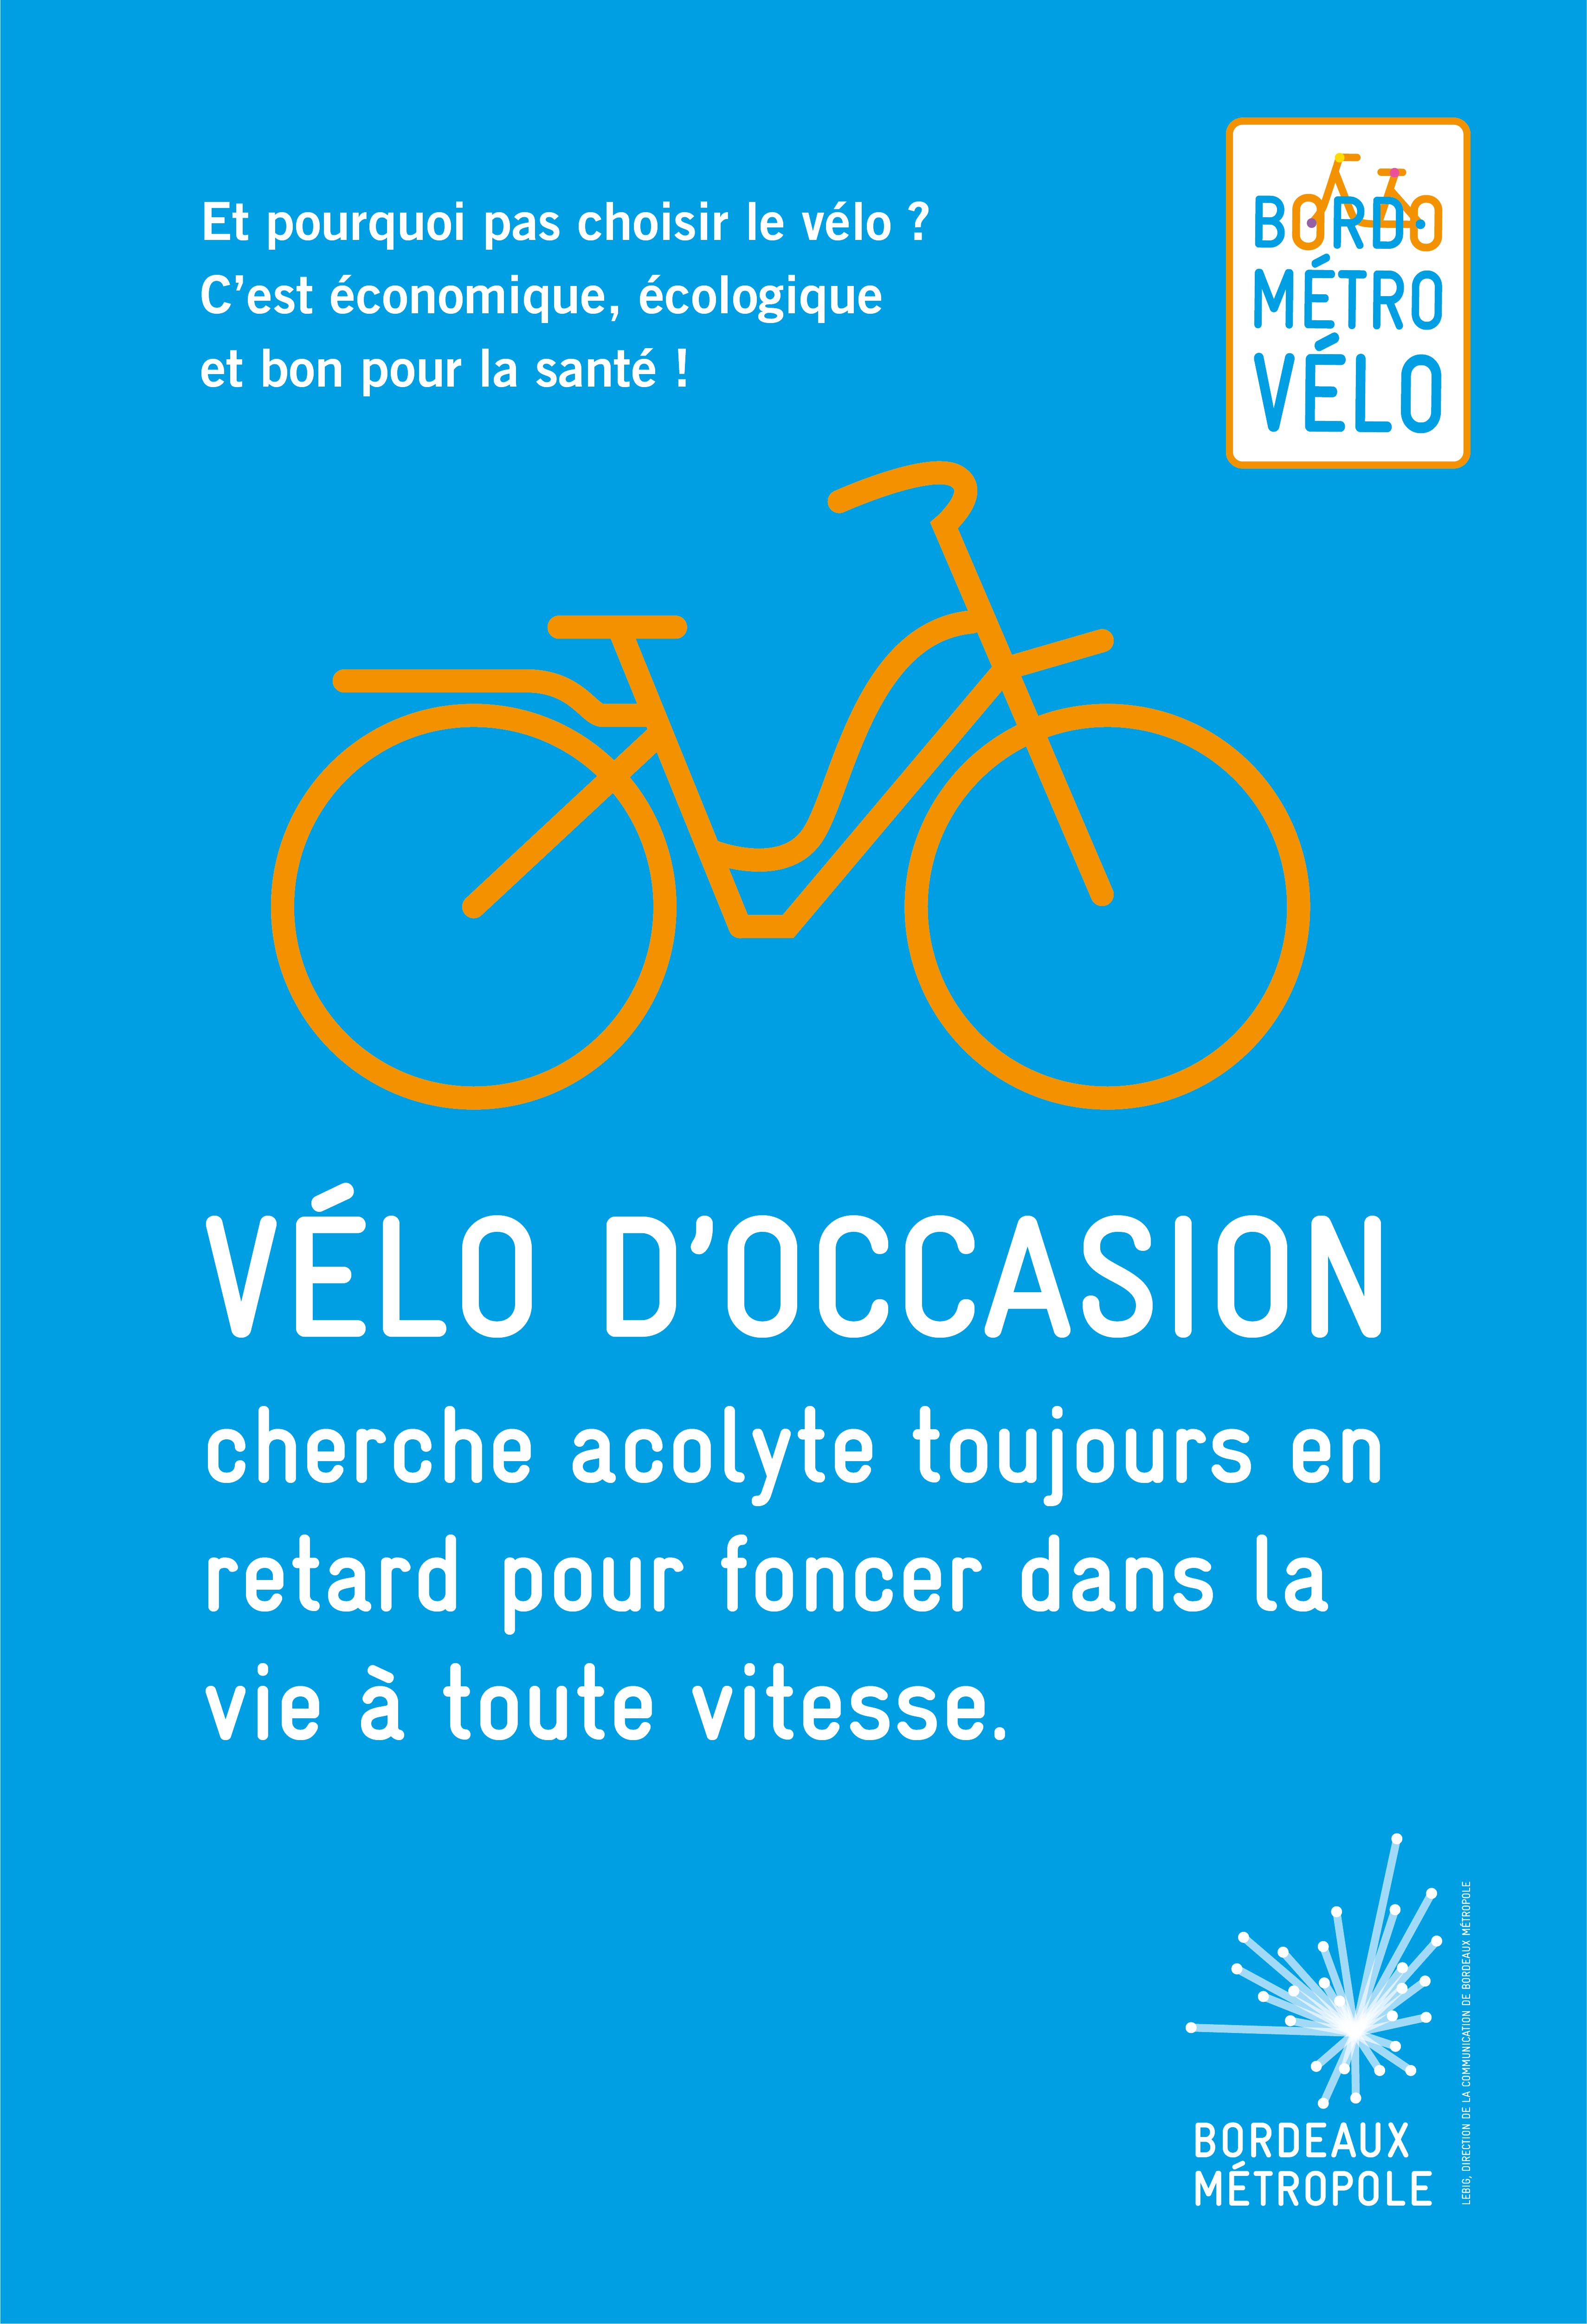 Et pourquoi pas choisir le vélo ?
C’est économique, écologique
et bon pour la santé !
BORDO
MÉTRO
VÉLO
VÉLO D’OCCASION
cherche acolyte toujours en
retard pour foncer dans la
vie à toute vitesse.
BORDEAUX
MÉTROPOLE
LEBIG, DIRECTION DE LA COMMUNICATION DE BORDEAUX MÉTROPOLE